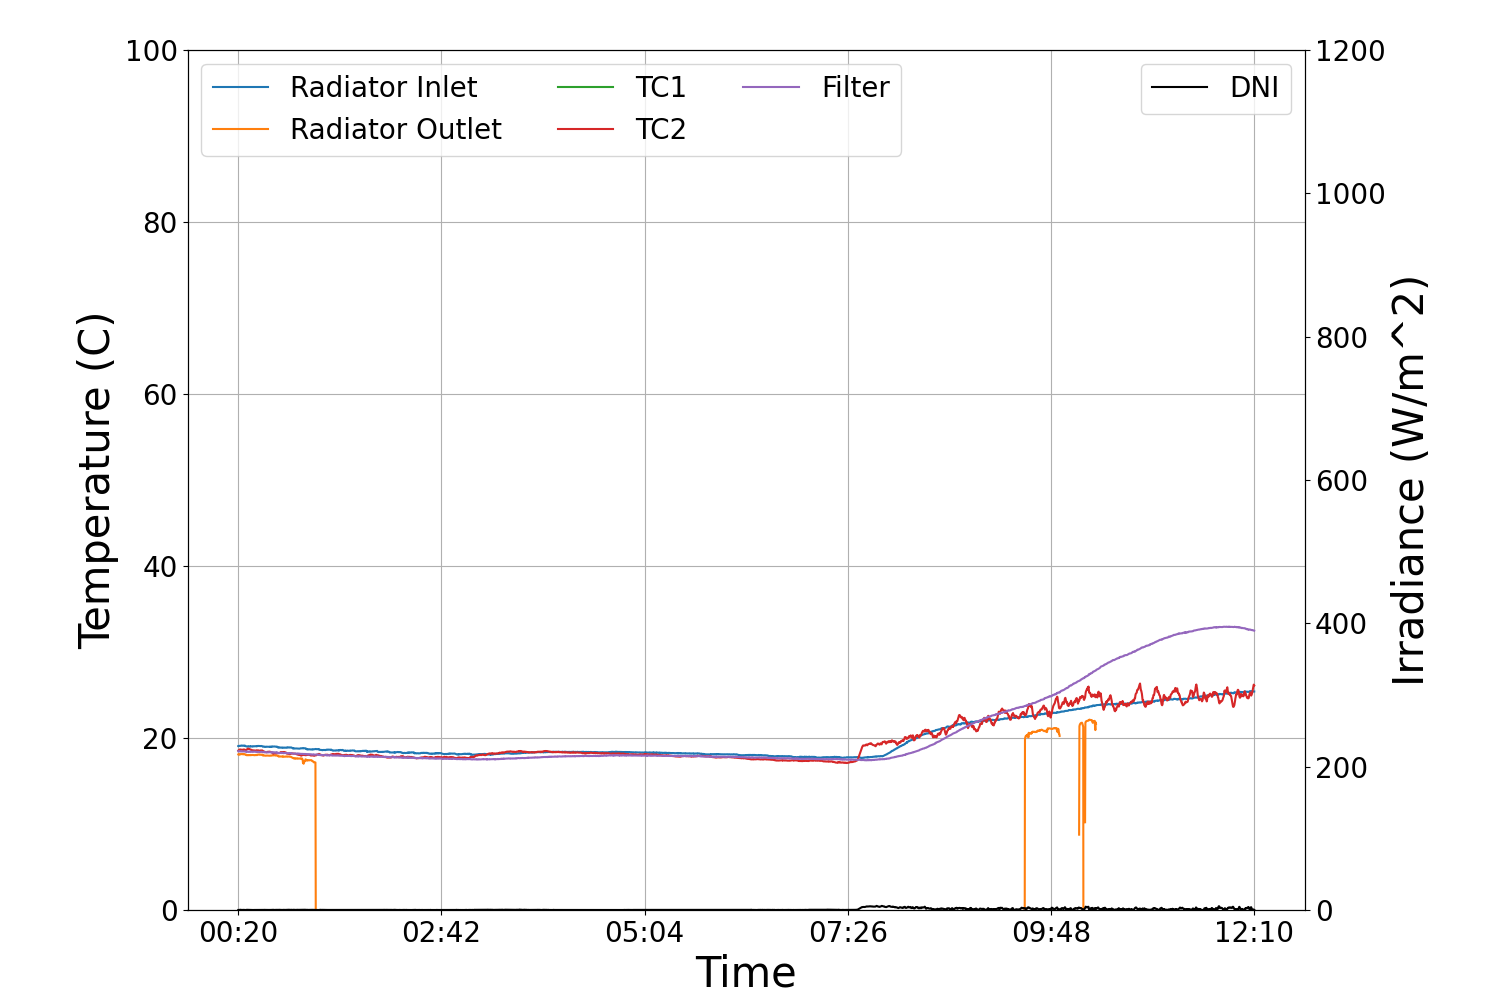 100
80
60
40
20
0
Temperature (C)
Radiator Inlet
Radiator Outlet
TC1
TC2
Filter
DNI
1200
1000
800
600
400
200
0
Irradiance (W/m^2)
00:20 02:42 05:04 07:26 09:48 12:10
Time